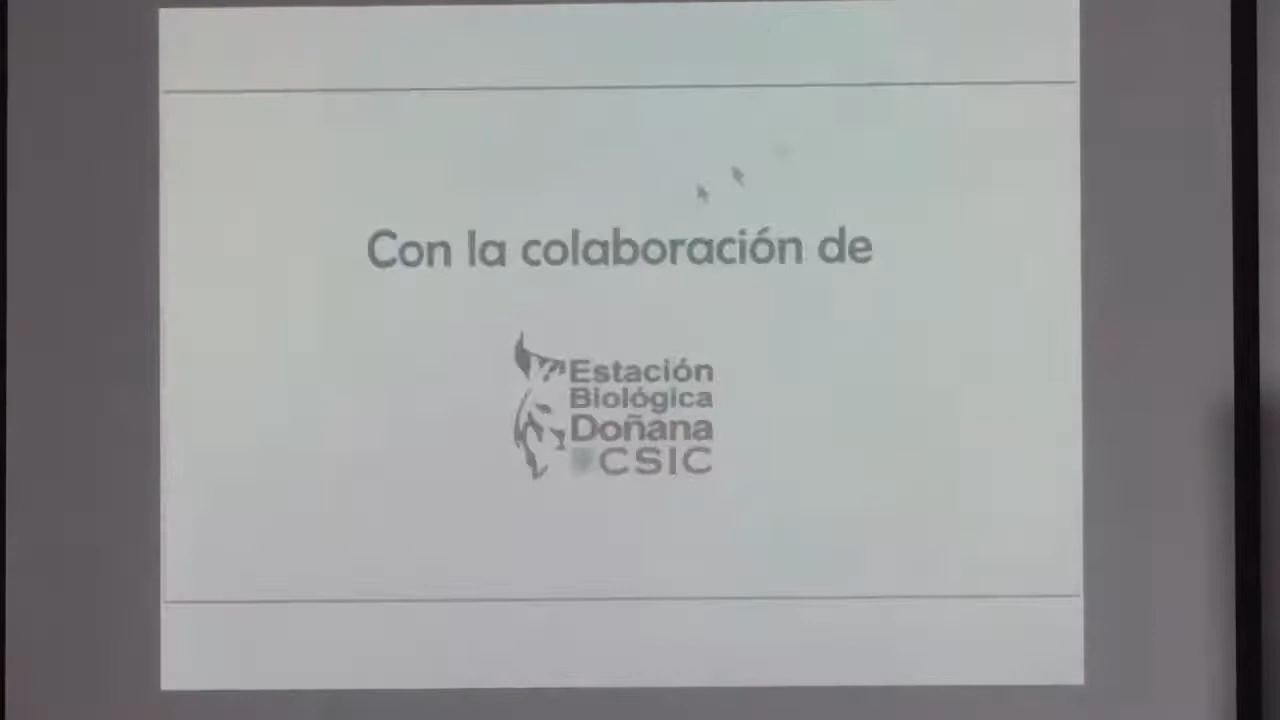 Con la colaboración de
Estación
Biológica
Doñana
CSIC